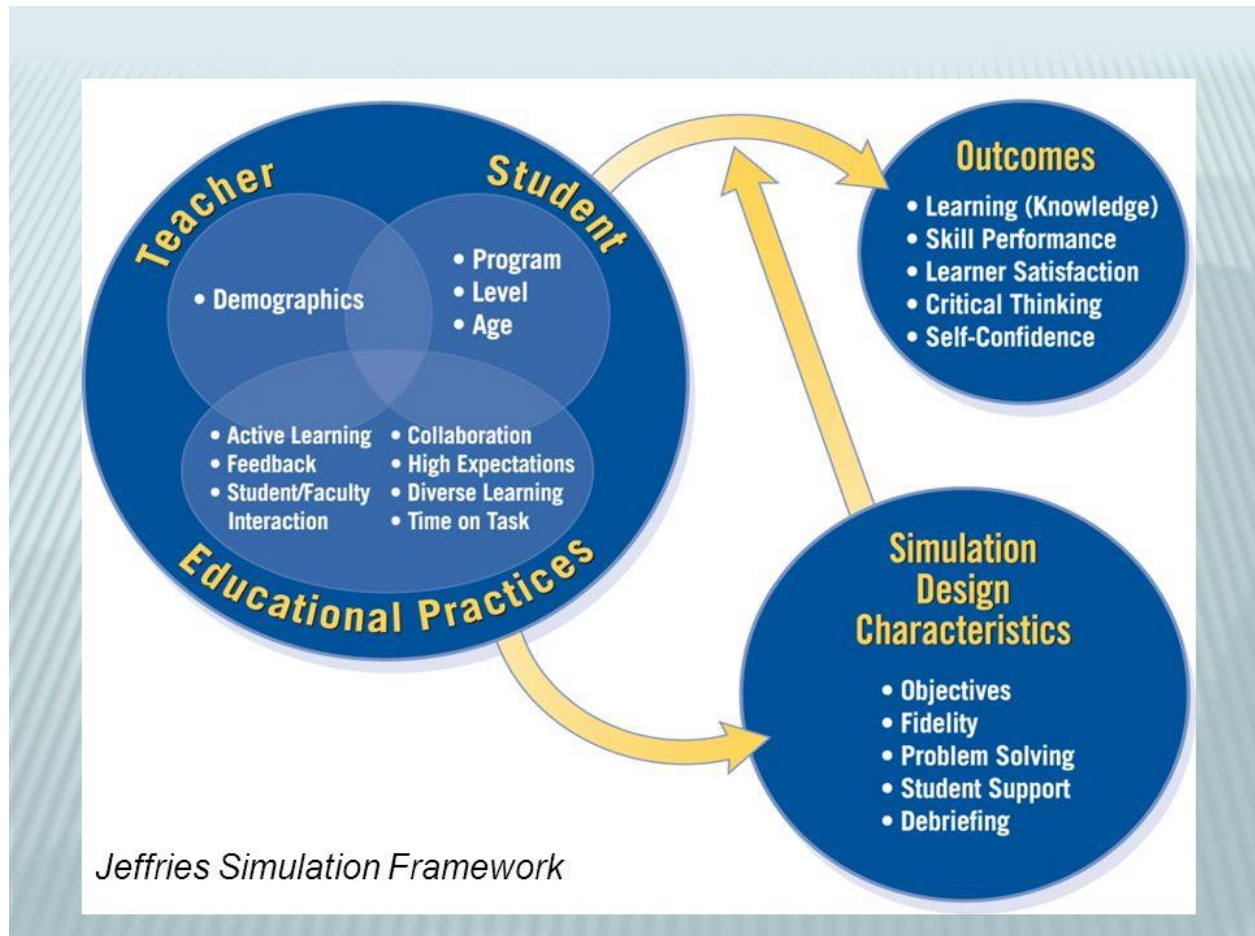 Teacher
Student
• Demographics
• Program
• Level
• Age
• Active Learning
• Feedback
• Student/Faculty
Interaction
• Collaboration
• High Expectations
• Diverse Learning
• Time on Task
Educational Practices
Outcomes
• Learning (Knowledge)
• Skill Performance
• Learner Satisfaction
• Critical Thinking
• Self-Confidence
Simulation
Design
Characteristics
• Objectives
• Fidelity
• Problem Solving
• Student Support
• Debriefing
Jeffries Simulation Framework